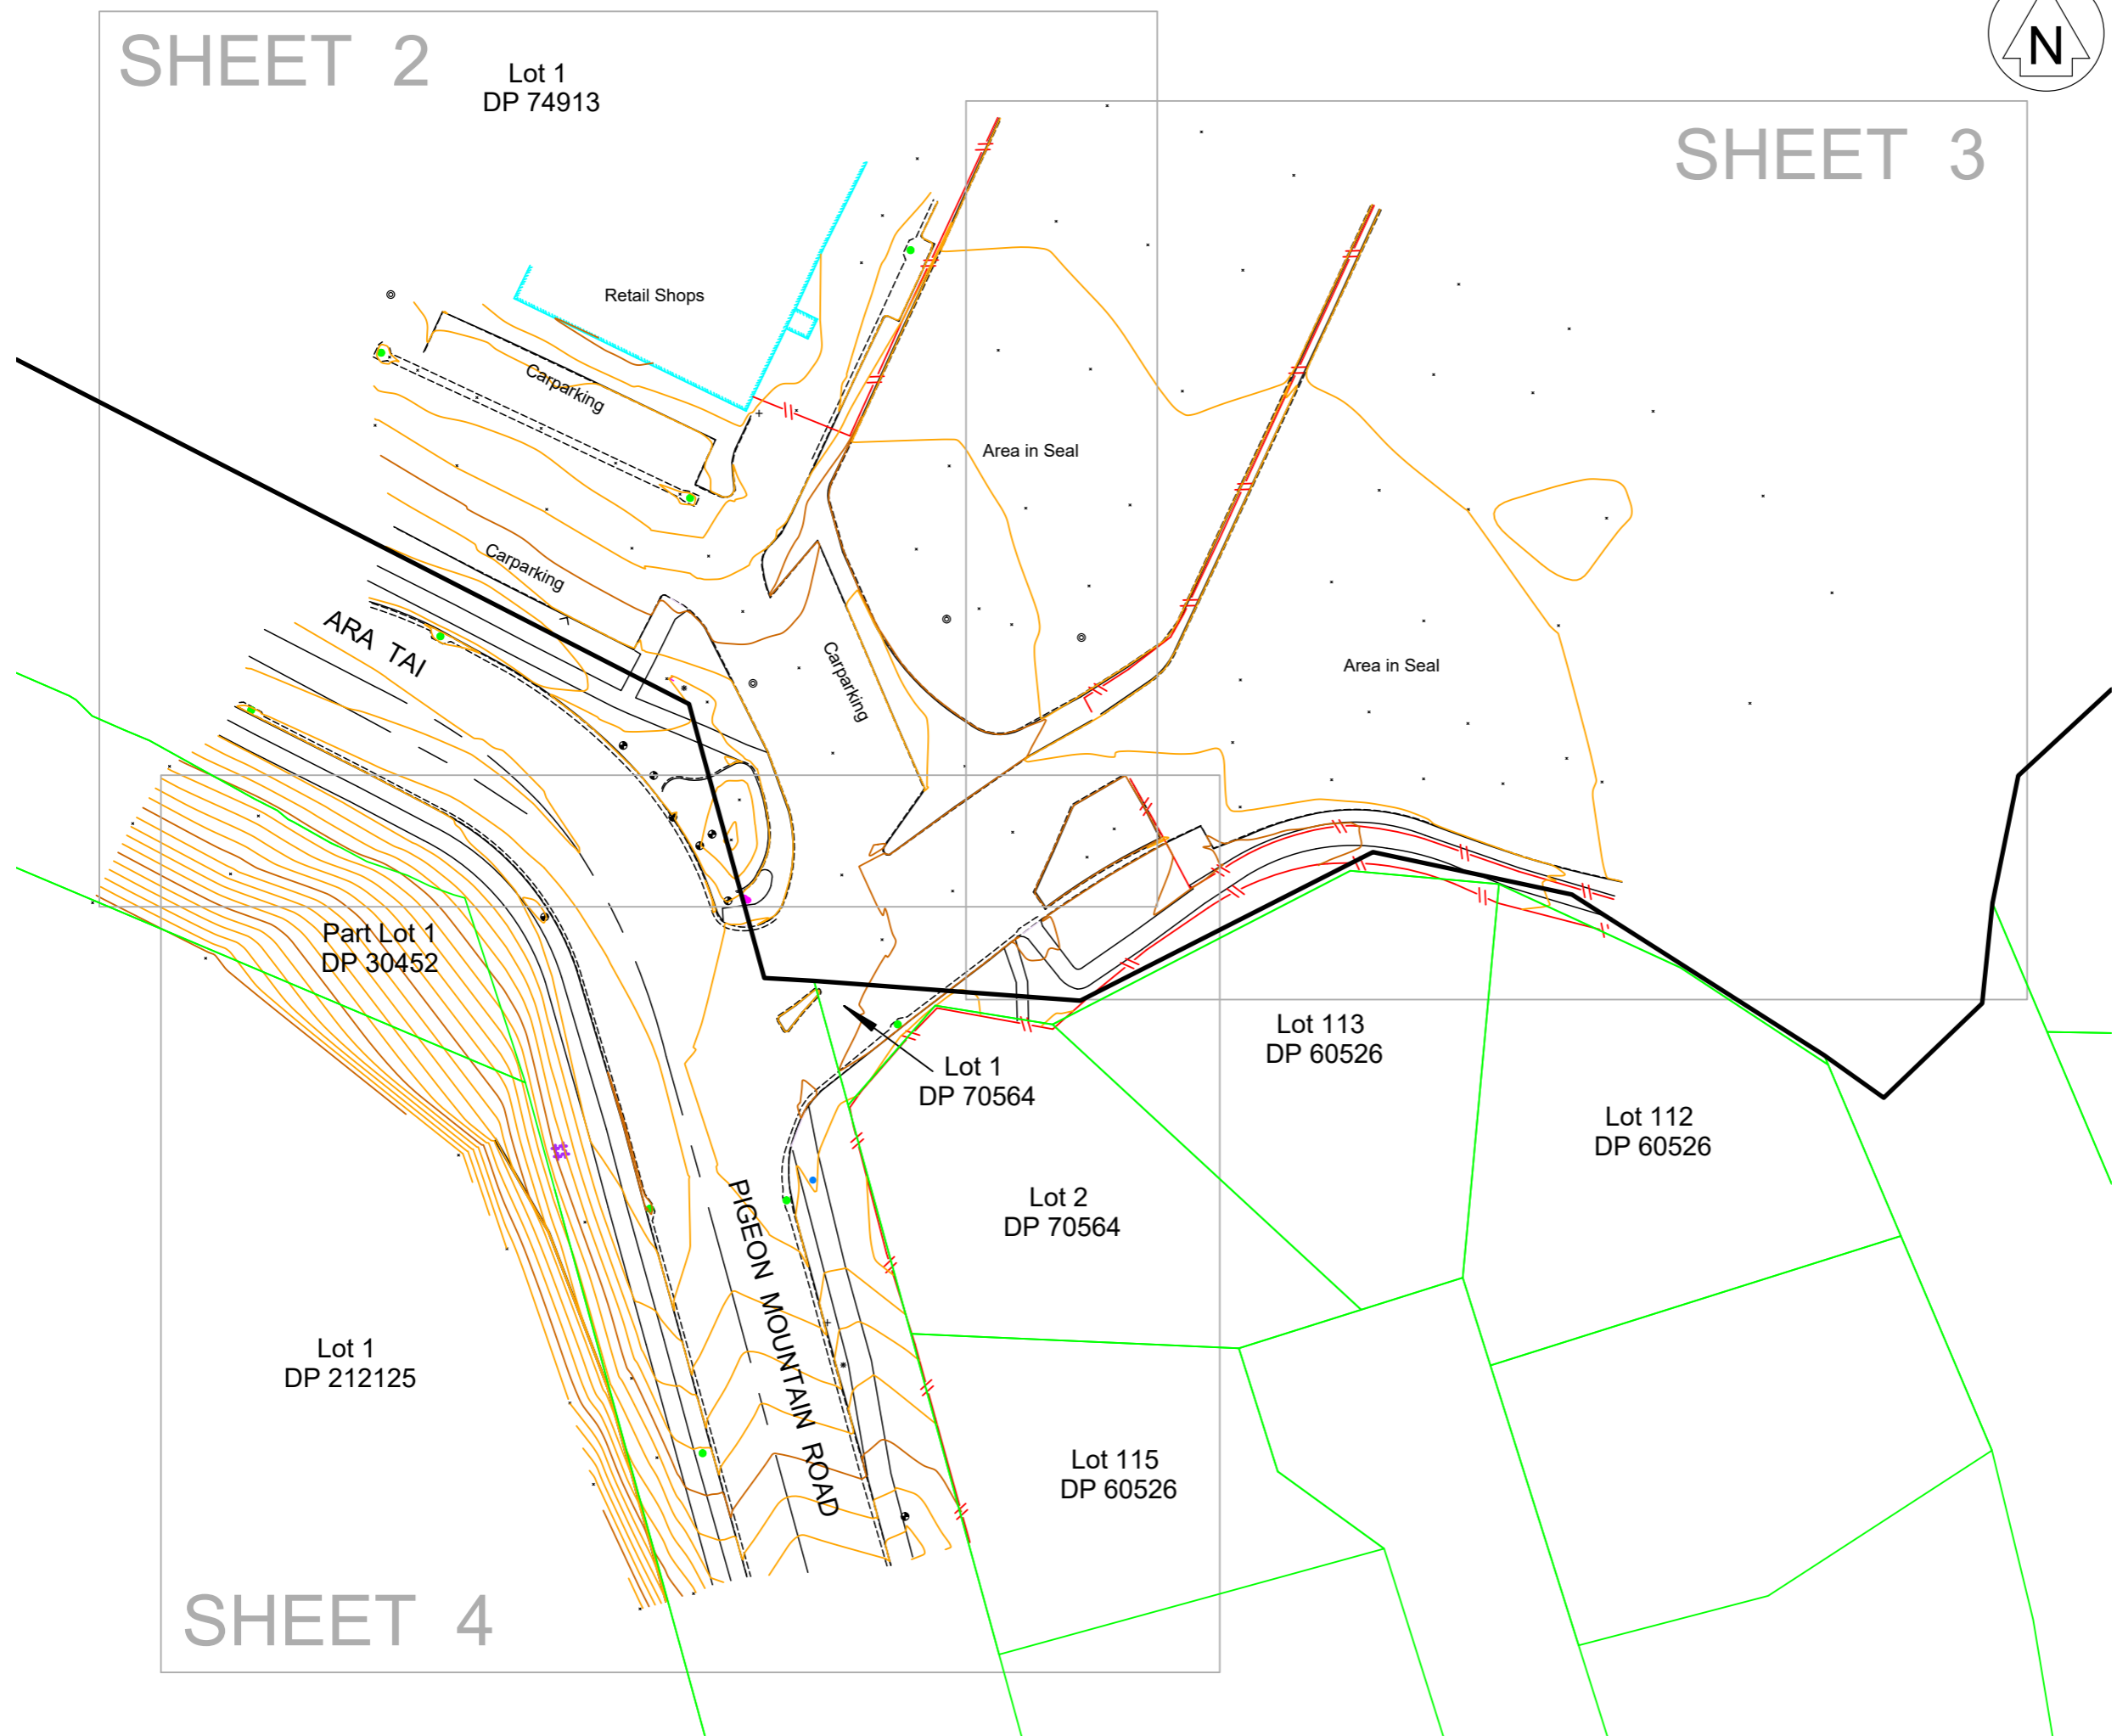 N
SHEET 2
Lot 1
DP 74913
SHEET 3
Retail Shops
Carparking
Area in Seal
Carparking
ARA TAI
Carparking
Area in Seal
Part Lot 1
DP 30452
Lot 1
DP 70564
Lot 113
DP 60526
Lot 112
DP 60526
Lot 2
DP 70564
PIGEON MOUNTAIN ROAD
Lot 1
DP 212125
Lot 115
DP 60526
SHEET 4